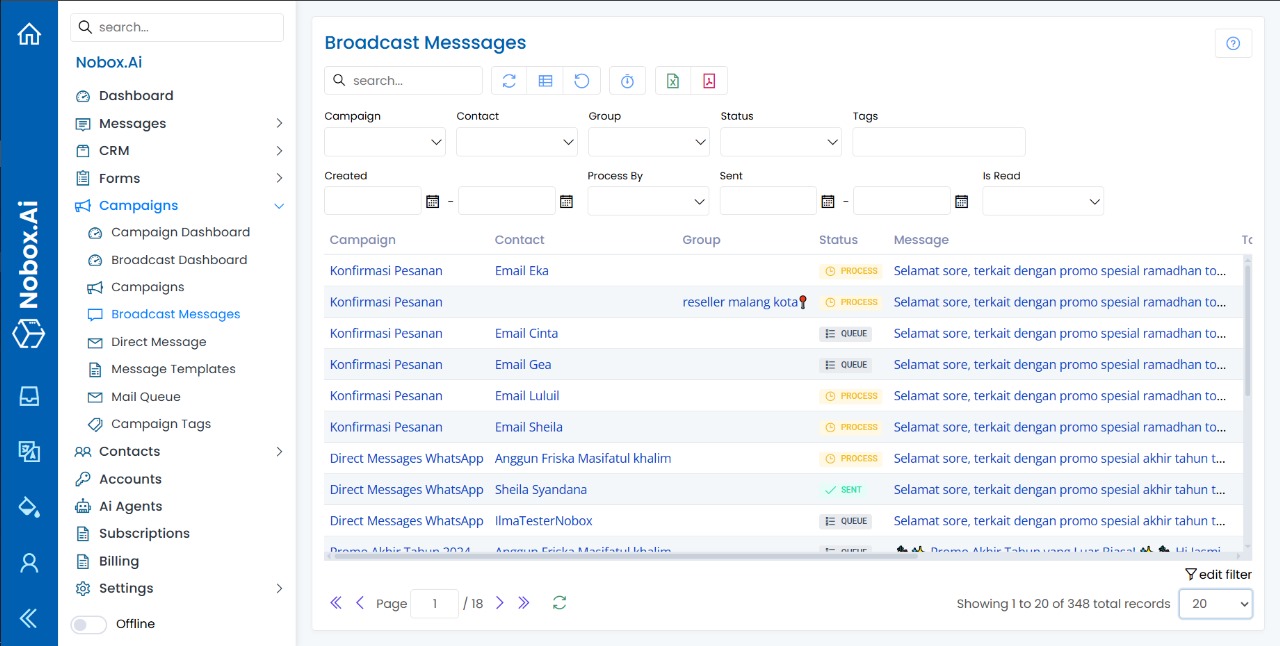 search...
Nobox.Ai
Dashboard
Messages
CRM
Forms
Campaigns
Campaign Dashboard
Broadcast Dashboard
Campaigns
Broadcast Messages
Direct Message
Message Templates
Mail Queue
Campaign Tags
Contacts
Accounts
Ai Agents
Subscriptions
Billing
Settings
Offline
Nobox.Ai
Broadcast Messsages
search...
Campaign Contact Group Status Tags
Created Process By Sent Is Read
- -
Campaign Contact Group Status Message
Konfirmasi Pesanan Email Eka PROCESS Selamat sore, terkait dengan promo spesial ramadhan to...
Konfirmasi Pesanan reseller malang kota📍 PROCESS Selamat sore, terkait dengan promo spesial ramadhan to...
Konfirmasi Pesanan Email Cinta QUEUE Selamat sore, terkait dengan promo spesial ramadhan to...
Konfirmasi Pesanan Email Gea QUEUE Selamat sore, terkait dengan promo spesial ramadhan to...
Konfirmasi Pesanan Email Luluil PROCESS Selamat sore, terkait dengan promo spesial ramadhan to...
Konfirmasi Pesanan Email Sheila PROCESS Selamat sore, terkait dengan promo spesial ramadhan to...
Direct Messages WhatsApp Anggun Friska Masifatul khalim PROCESS Selamat sore, terkait dengan promo spesial akhir tahun t...
Direct Messages WhatsApp Sheila Syandana SENT Selamat sore, terkait dengan promo spesial akhir tahun t...
Direct Messages WhatsApp IlmaTesterNobox QUEUE Selamat sore, terkait dengan promo spesial akhir tahun t...
Promo Akhir Tahun 2024 Anggun Friska Masifatul khalim QUEUE Promo Akhir Tahun yang Luar Biasa! Hi Jasmi...
edit filter
Page 1 / 18 Showing 1 to 20 of 348 total records 20